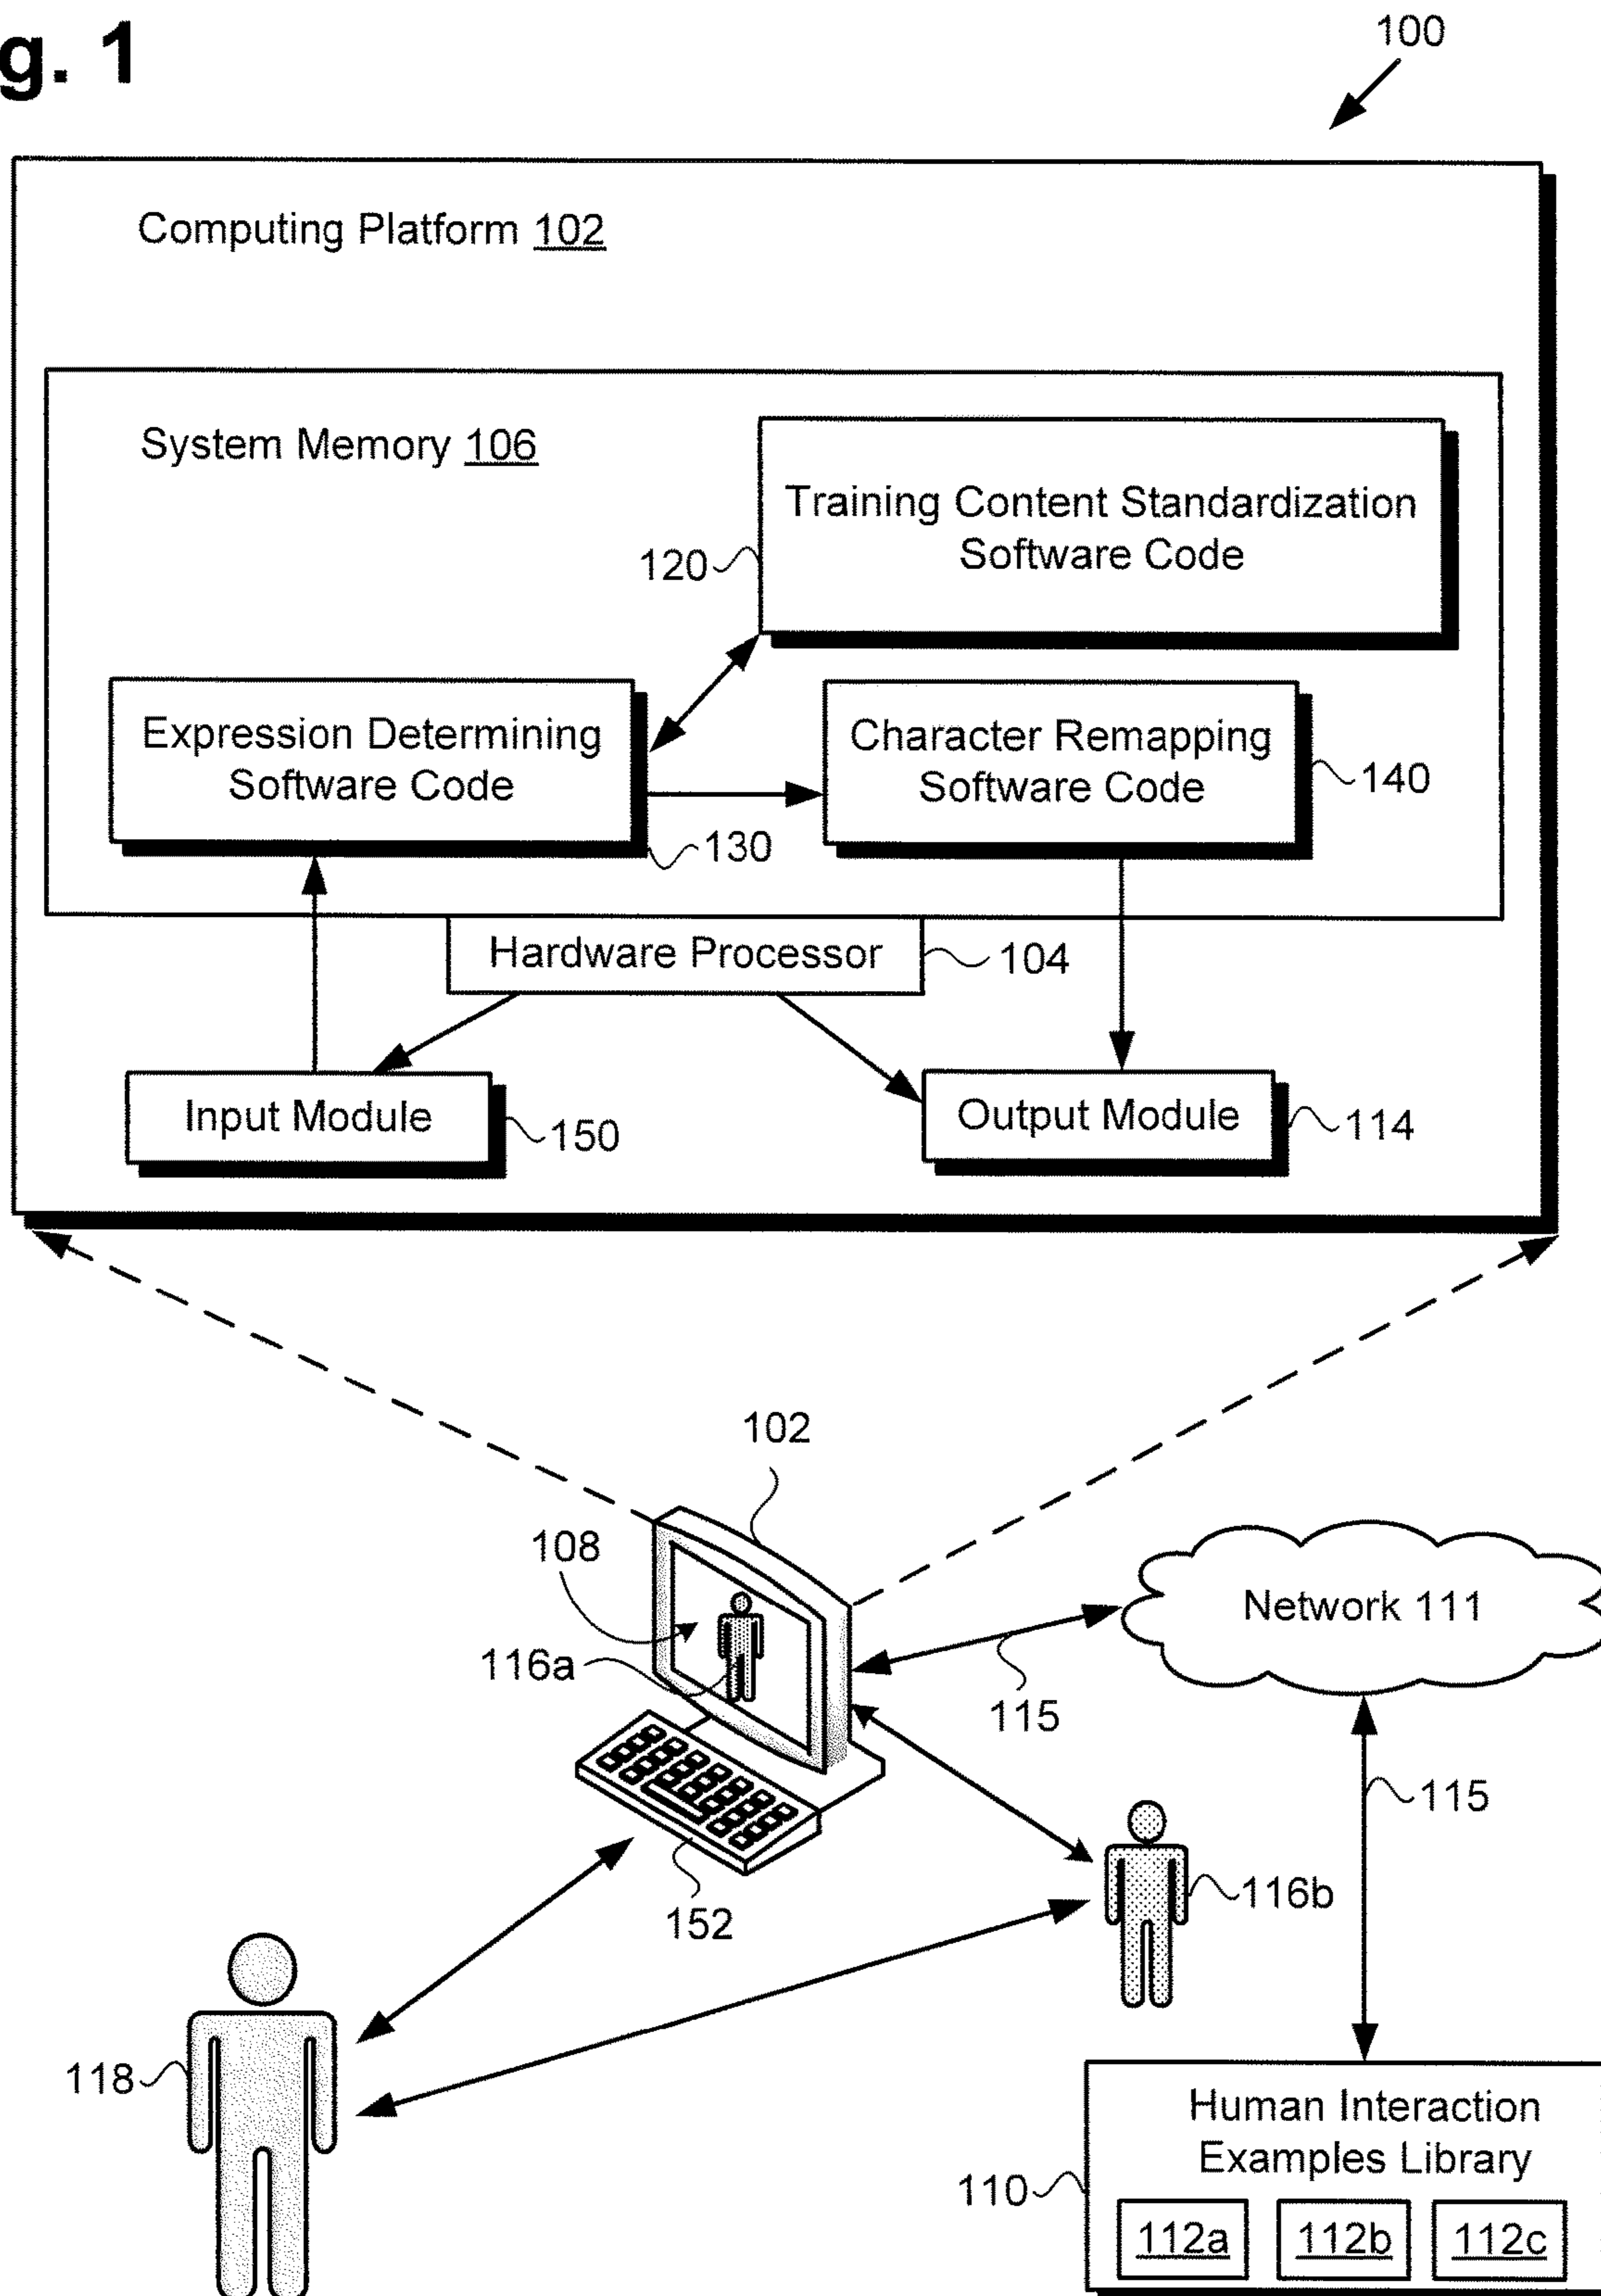 g. 1
100
Computing Platform 102
System Memory 106
Training Content Standardization
Software Code
120
Expression Determining
Software Code
130
Character Remapping
Software Code
140
Hardware Processor
104
Input Module
150
Output Module
114
102
108
116a
Network 111
115
115
152
116b
118
Human Interaction
Examples Library
110
112a 112b 112c